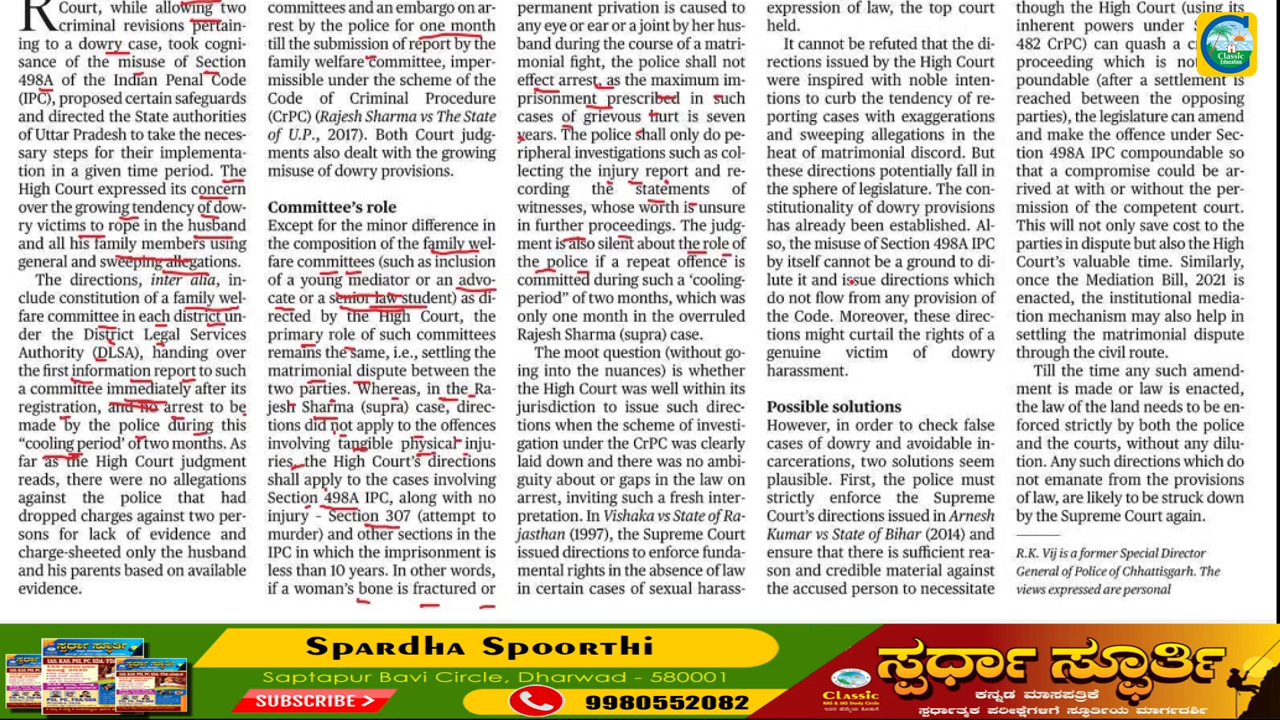 Court, while allowing two
criminal revisions pertain-
ing to a dowry case, took cogni-
sance of the misuse of Section
498A of the Indian Penal Code
(IPC), proposed certain safeguards
and directed the State authorities
of Uttar Pradesh to take the neces-
sary steps for their implementa-
tion in a given time period. The
High Court expressed its concern
over the growing tendency of dow-
ry victims to rope in the husband
and all his family members using
general and sweeping allegations.
The directions, inter alia, in-
clude constitution of a family wel-
fare committee in each district un-
der the District Legal Services
Authority (DLSA), handing over
the first information report to such
a committee immediately after its
registration, and no arrest to be
made by the police during this
“cooling period’ of two months. As
far as the High Court judgment
reads, there were no allegations
against the police that had
dropped charges against two per-
sons for lack of evidence and
charge-sheeted only the husband
and his parents based on available
evidence.
committees and an embargo on ar-
rest by the police for one month
till the submission of report by the
family welfare committee, imper-
missible under the scheme of the
Code of Criminal Procedure
(CrPC) (Rajesh Sharma vs The State
of U.P., 2017). Both Court judg-
ments also dealt with the growing
misuse of dowry provisions.
Committee’s role
Except for the minor difference in
the composition of the family wel-
fare committees (such as inclusion
of a young mediator or an advo-
cate or a senior law student) as di-
rected by the High Court, the
primary role of such committees
remains the same, i.e., settling the
matrimonial dispute between the
two parties. Whereas, in the Ra-
jesh Sharma (supra) case, direc-
tions did not apply to the offences
involving tangible physical inju-
ries, the High Court’s directions
shall apply to the cases involving
Section 498A IPC, along with no
injury - Section 307 (attempt to
murder) and other sections in the
IPC in which the imprisonment is
less than 10 years. In other words,
if a woman’s bone is fractured or
permanent privation is caused to
any eye or ear or a joint by her hus-
band during the course of a matri-
monial fight, the police shall not
effect arrest, as the maximum im-
prisonment prescribed in such
cases of grievous hurt is seven
years. The police shall only do pe-
ripheral investigations such as col-
lecting the injury report and re-
cording the statements of
witnesses, whose worth is unsure
in further proceedings. The judg-
ment is also silent about the role of
the police if a repeat offence is
committed during such a ‘cooling-
period” of two months, which was
only one month in the overruled
Rajesh Sharma (supra) case.
The moot question (without go-
ing into the nuances) is whether
the High Court was well within its
jurisdiction to issue such direc-
tions when the scheme of investi-
gation under the CrPC was clearly
laid down and there was no ambi-
guity about or gaps in the law on
arrest, inviting such a fresh inter-
pretation. In Vishaka vs State of Ra-
jasthan (1997), the Supreme Court
issued directions to enforce funda-
mental rights in the absence of law
in certain cases of sexual harass-
expression of law, the top court
held.
It cannot be refuted that the di-
rections issued by the High Court
were inspired with noble inten-
tions to curb the tendency of re-
porting cases with exaggerations
and sweeping allegations in the
heat of matrimonial discord. But
these directions potentially fall in
the sphere of legislature. The con-
stitutionality of dowry provisions
has already been established. Al-
so, the misuse of Section 498A IPC
by itself cannot be a ground to di-
lute it and issue directions which
do not flow from any provision of
the Code. Moreover, these direc-
tions might curtail the rights of a
genuine victim of dowry
harassment.
Possible solutions
However, in order to check false
cases of dowry and avoidable in-
carcerations, two solutions seem
plausible. First, the police must
strictly enforce the Supreme
Court’s directions issued in Arnesh
Kumar vs State of Bihar (2014) and
ensure that there is sufficient rea-
son and credible material against
the accused person to necessitate
though the High Court (using its
inherent powers under
482 CrPC) can quash a
proceeding which is
poundable (after a settlement is
reached between the opposing
parties), the legislature can amend
and make the offence under Sec-
tion 498A IPC compoundable so
that a compromise could be ar-
rived at with or without the per-
mission of the competent court.
This will not only save cost to the
parties in dispute but also the High
Court’s valuable time. Similarly,
once the Mediation Bill, 2021 is
enacted, the institutional media-
tion mechanism may also help in
settling the matrimonial dispute
through the civil route.
Till the time any such amend-
ment is made or law is enacted,
the law of the land needs to be en-
forced strictly by both the police
and the courts, without any dilu-
tion. Any such directions which do
not emanate from the provisions
of law, are likely to be struck down
by the Supreme Court again.
R.K. Vij is a former Special Director
General of Police of Chhattisgarh. The
views expressed are personal
Classic
Education
Spardha Spoorthi
Saptapur Bavi Circle, Dharwad - 580001
SUBSCRIBE
9980552082
ಸ್ಪರ್ಧಾ ಸ್ಫೂರ್ತಿ
Classic
ಸ್ಪರ್ಧಾ ಸ್ಫೂರ್ತಿ
ಕನ್ನಡ ಮಾಸಪತ್ರಿಕೆ
ಸ್ಪರ್ಧಾತ್ಮಕ ಪರೀಕ್ಷೆಗಳಿಗೆ ಸ್ಫೂರ್ತಿಯ ಮಾರ್ಗದರ್ಶಿ